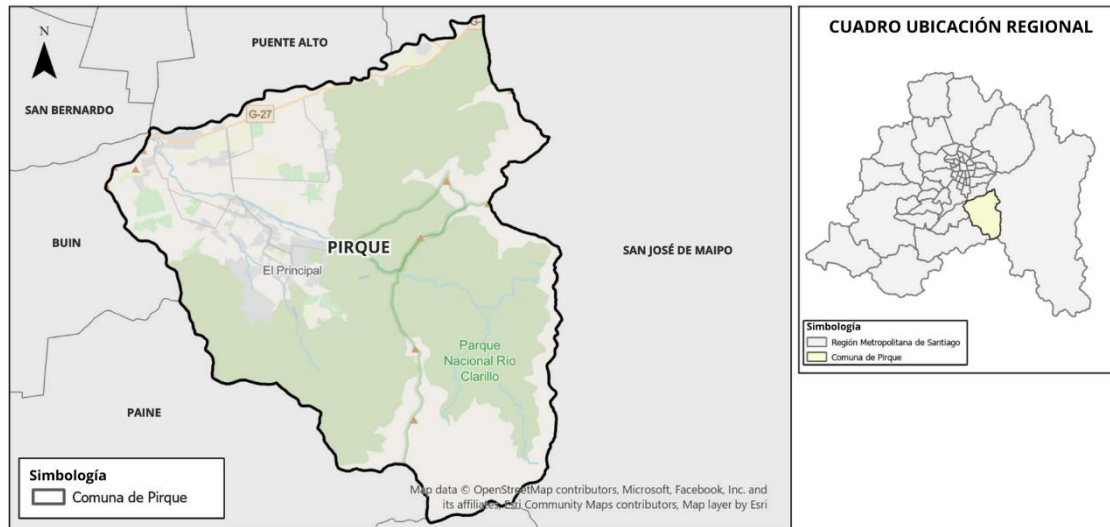 N
PUENTE ALTO
G-
SAN BERNARDO
G-27
BUIN
PIRQUE
El Principal
SAN JOSÉ DE MAIPO
Parque
Nacional Río
Clarillo
PAINE
Simbología
Comuna de Pirque
Map data © OpenStreetMap contributors, Microsoft, Facebook, Inc. and
its affiliates, Esri Community Maps contributors, Map layer by Esri
CUADRO UBICACIÓN REGIONAL
Simbología
Región Metropolitana de Santiago
Comuna de Pirque